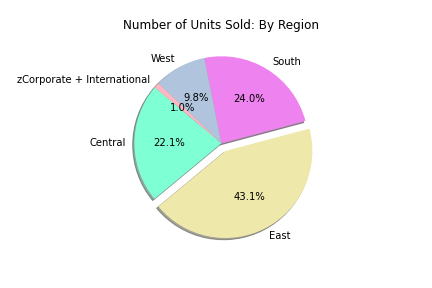 Number of Units Sold: By Region
West
South
zCorporate + International
9.8%
24.0%
1.0%
Central
22.1%
43.1%
East